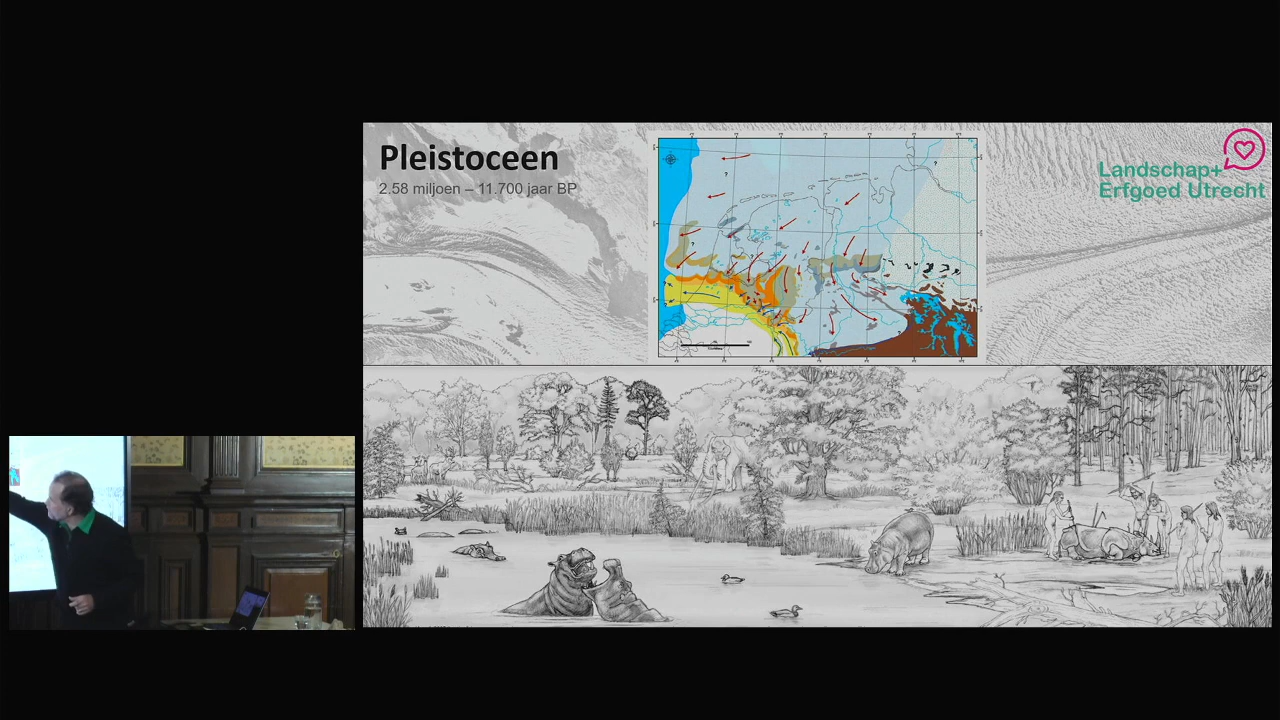 Pleistoceen
2.58 miljoen – 11.700 jaar BP
Landschap+
Erfgoed Utrecht